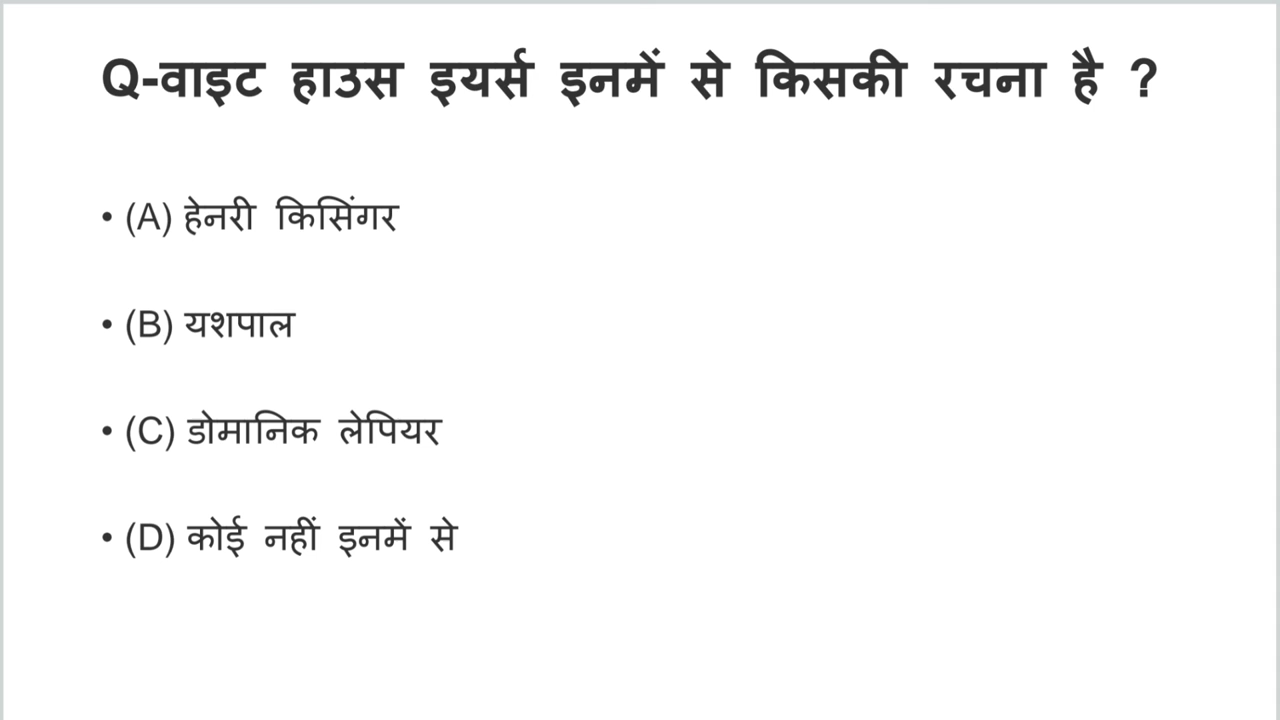 Q-वाइट हाउस इयर्स इनमें से किसकी रचना है ?
• (A) हेनरी किसिंगर
• (B) यशपाल
• (C) डोमानिक लेपियर
• (D) कोई नहीं इनमें से